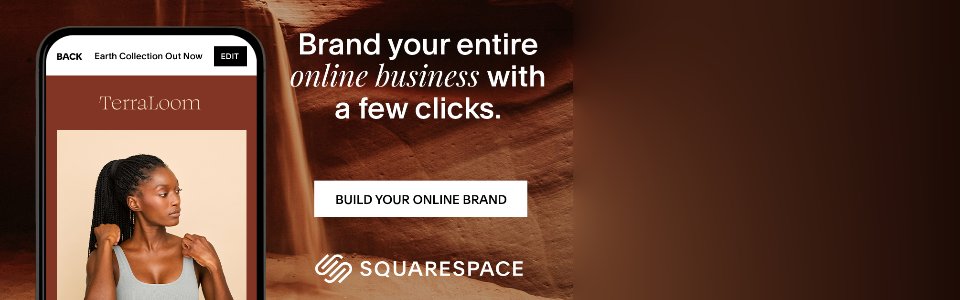 BACK Earth Collection Out Now EDIT
TerraLoom
Brand your entire
online business with
a few clicks.
BUILD YOUR ONLINE BRAND
SQUARESPACE